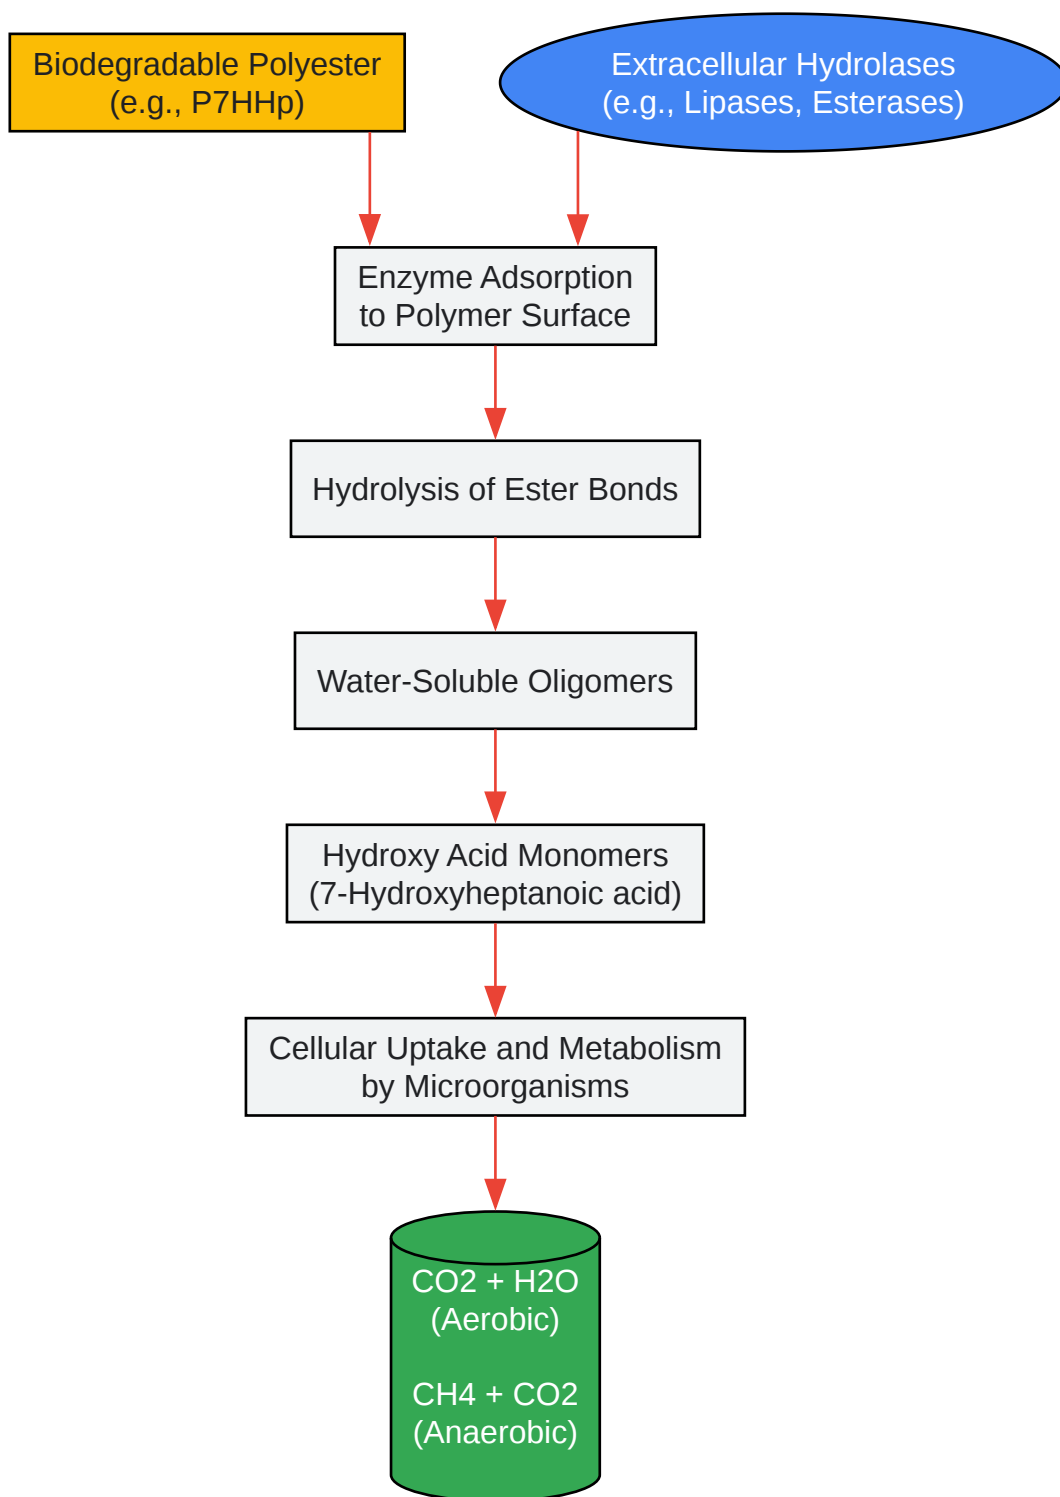 Biodegradable Polyester
(e.g., P7HHp)
Extracellular Hydrolases
(e.g., Lipases, Esterases)
Enzyme Adsorption
to Polymer Surface
Hydrolysis of Ester Bonds
Water-Soluble Oligomers
Hydroxy Acid Monomers
(7-Hydroxyheptanoic acid)
Cellular Uptake and Metabolism
by Microorganisms
CO2 + H2O
(Aerobic)
CH4 + CO2
(Anaerobic)